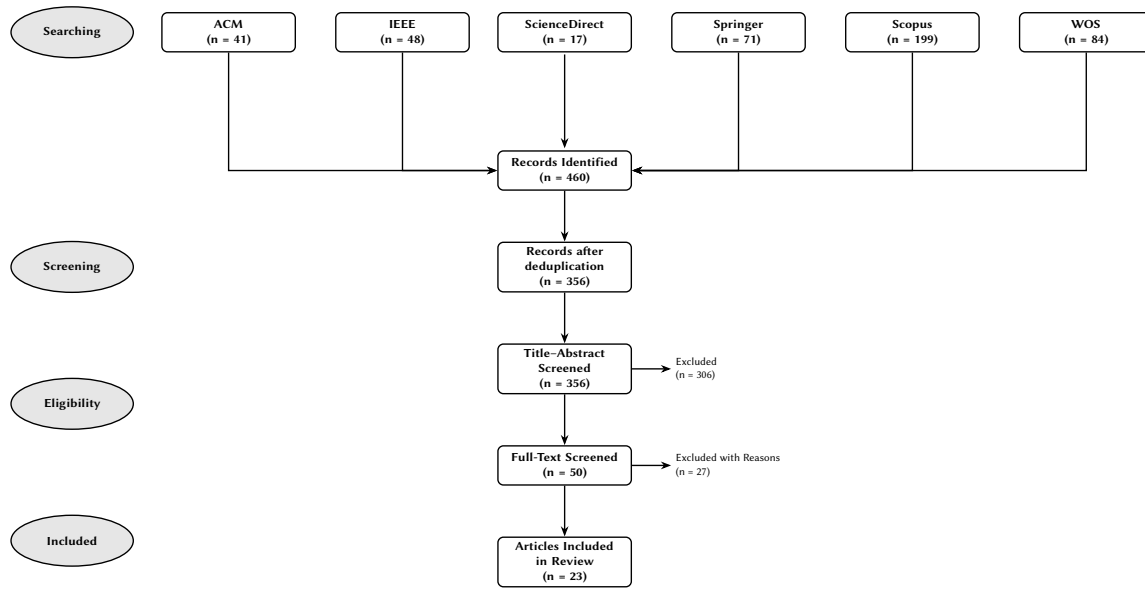 Searching
ACM
(n = 41)
IEEE
(n = 48)
ScienceDirect
(n = 17)
Springer
(n = 71)
Scopus
(n = 199)
WOS
(n = 84)
Records Identified
(n = 460)
Screening
Records after
deduplication
(n = 356)
Title–Abstract
Screened
(n = 356)
Excluded
(n = 306)
Eligibility
Full-Text Screened
(n = 50)
Excluded with Reasons
(n = 27)
Included
Articles Included
in Review
(n = 23)